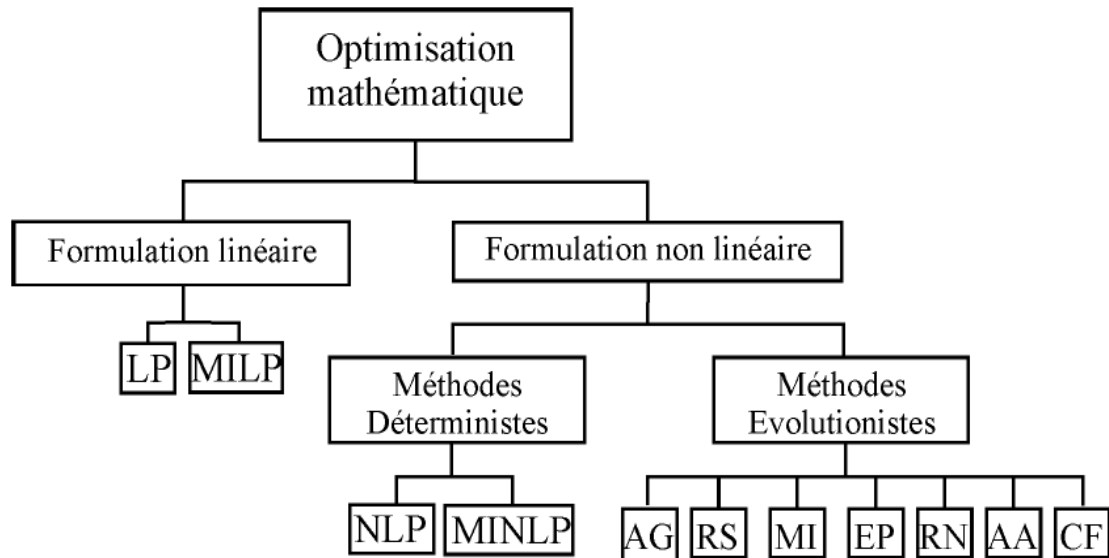 Optimisation
mathématique
Formulation linéaire
Formulation non linéaire
LP
MILP
Méthodes
Déterministes
Méthodes
Evolutionistes
NLP
MINLP
AG
RS
MI
EP
RN
AA
CF